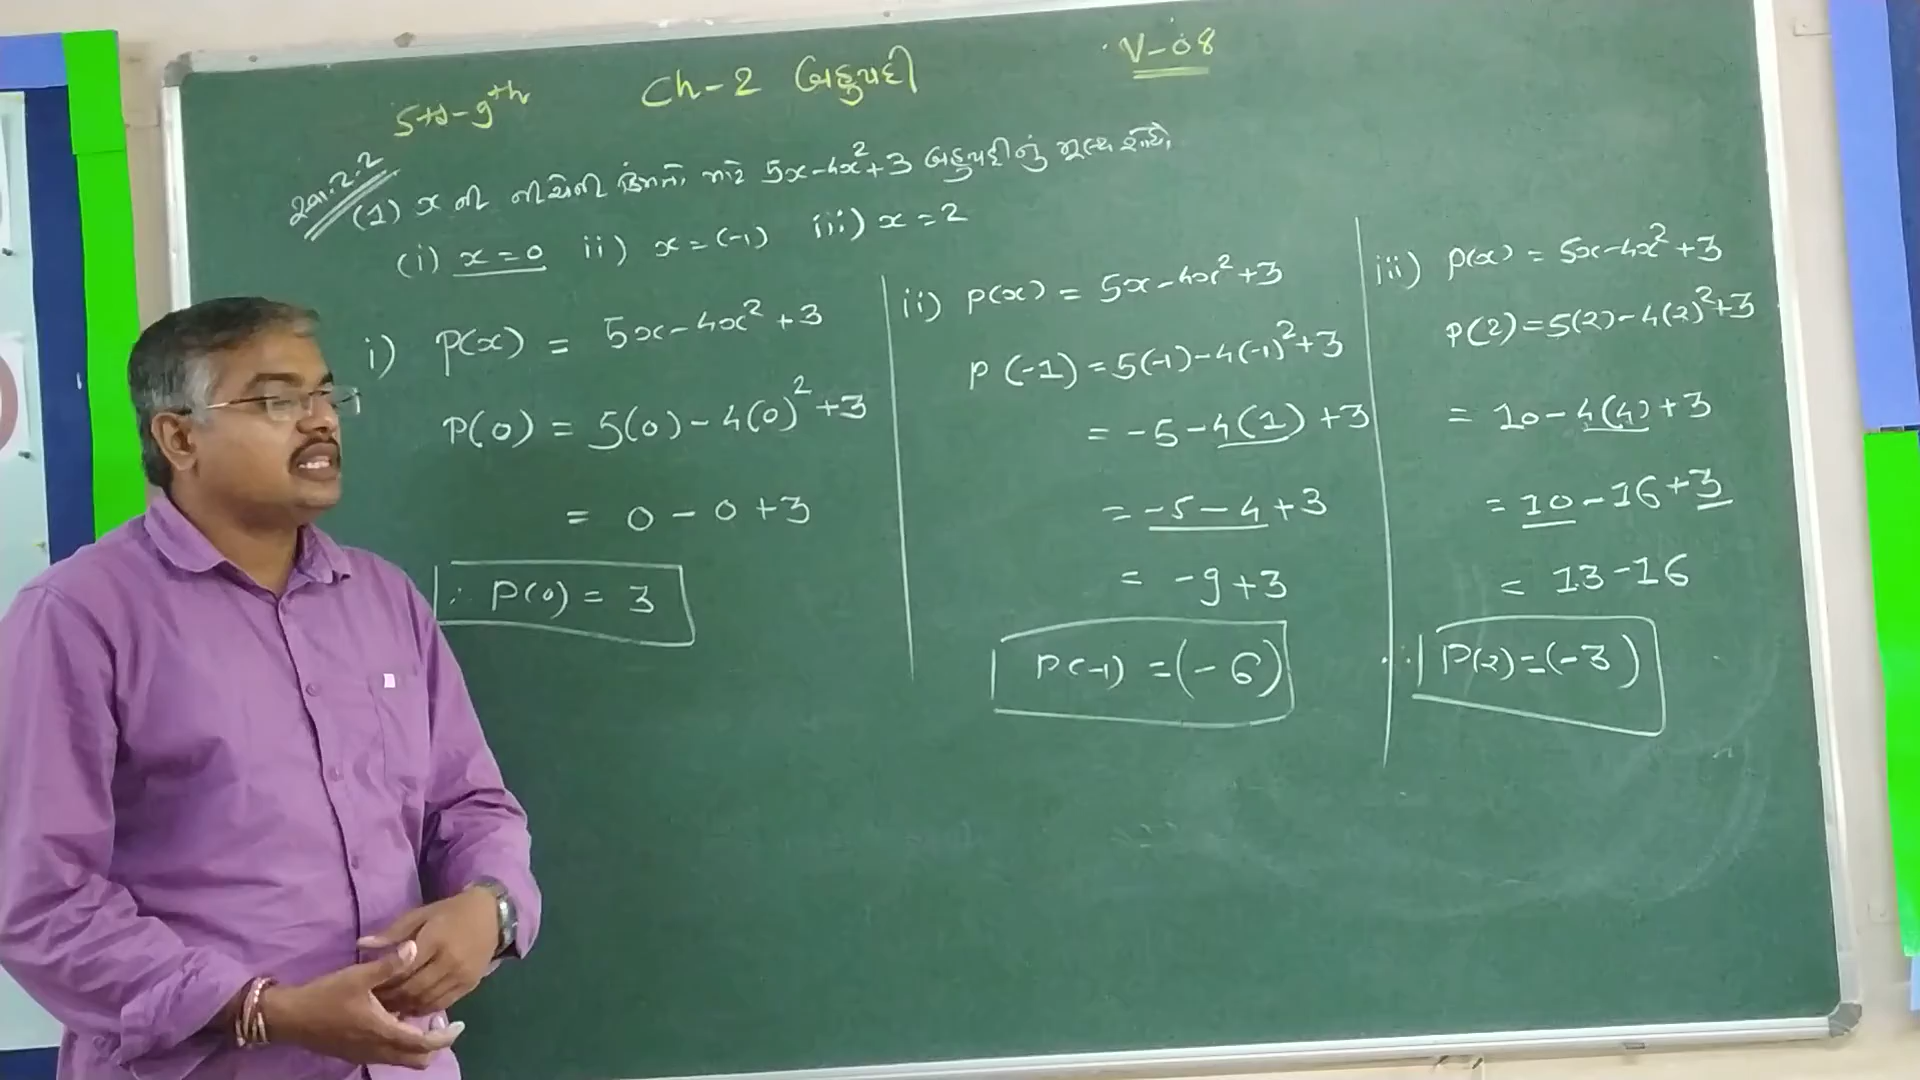 Std-9th Ch-2 બહુપદી V-08
સ્વા.2.2
(1) x ની નીચેની કિંમતો માટે 5x-4x²+3 બહુપદીનું મૂલ્ય શોધો.
(i) x=0 ii) x=(-1) iii) x=2
i) P(x) = 5x-4x²+3
P(0) = 5(0)-4(0)²+3
= 0-0+3
∴ P(0) = 3
ii) P(x) = 5x-4x²+3
P(-1)=5(-1)-4(-1)²+3
= -5-4(1)+3
= -5-4+3
= -9+3
P(-1) =(-6)
iii) P(x) = 5x-4x²+3
P(2)=5(2)-4(2)²+3
= 10-4(4)+3
= 10-16+3
= 13-16
∴ P(2)=(-3)